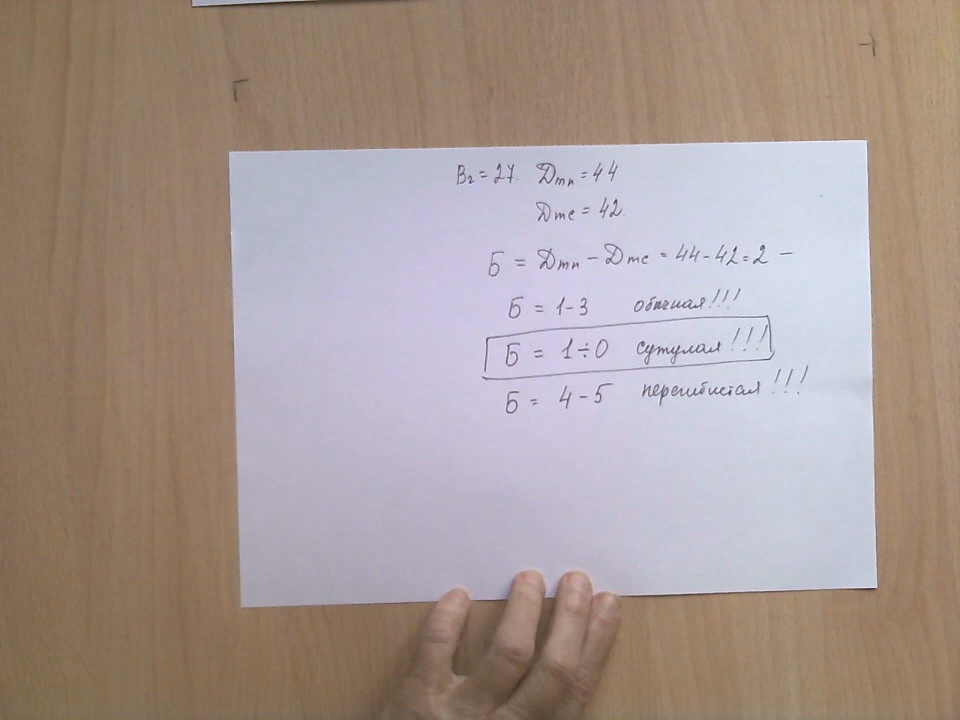 Вг = 27 Дтп = 44
Дтс = 42
Б = Дтп - Дтс = 44-42=2 -
Б = 1-3 обычная!!!
Б = 1÷0 сутулая!!!
Б = 4-5 перегибистая!!!